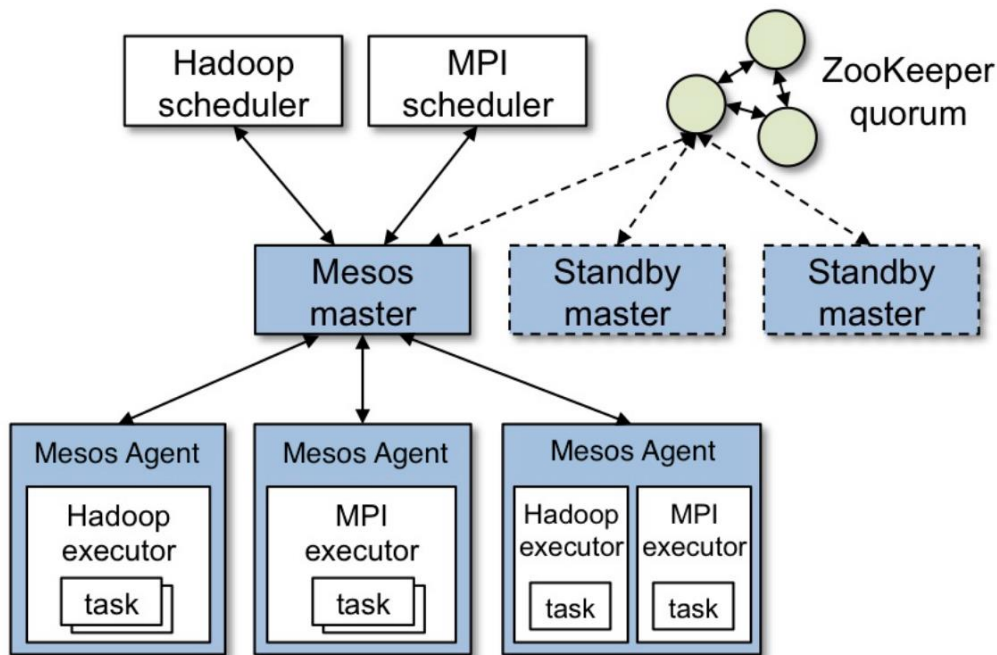 Hadoop
scheduler
MPI
scheduler
ZooKeeper
quorum
Mesos
master
Standby
master
Standby
master
Mesos Agent
Hadoop
executor
task
Mesos Agent
MPI
executor
task
Mesos Agent
Hadoop
executor
task
MPI
executor
task